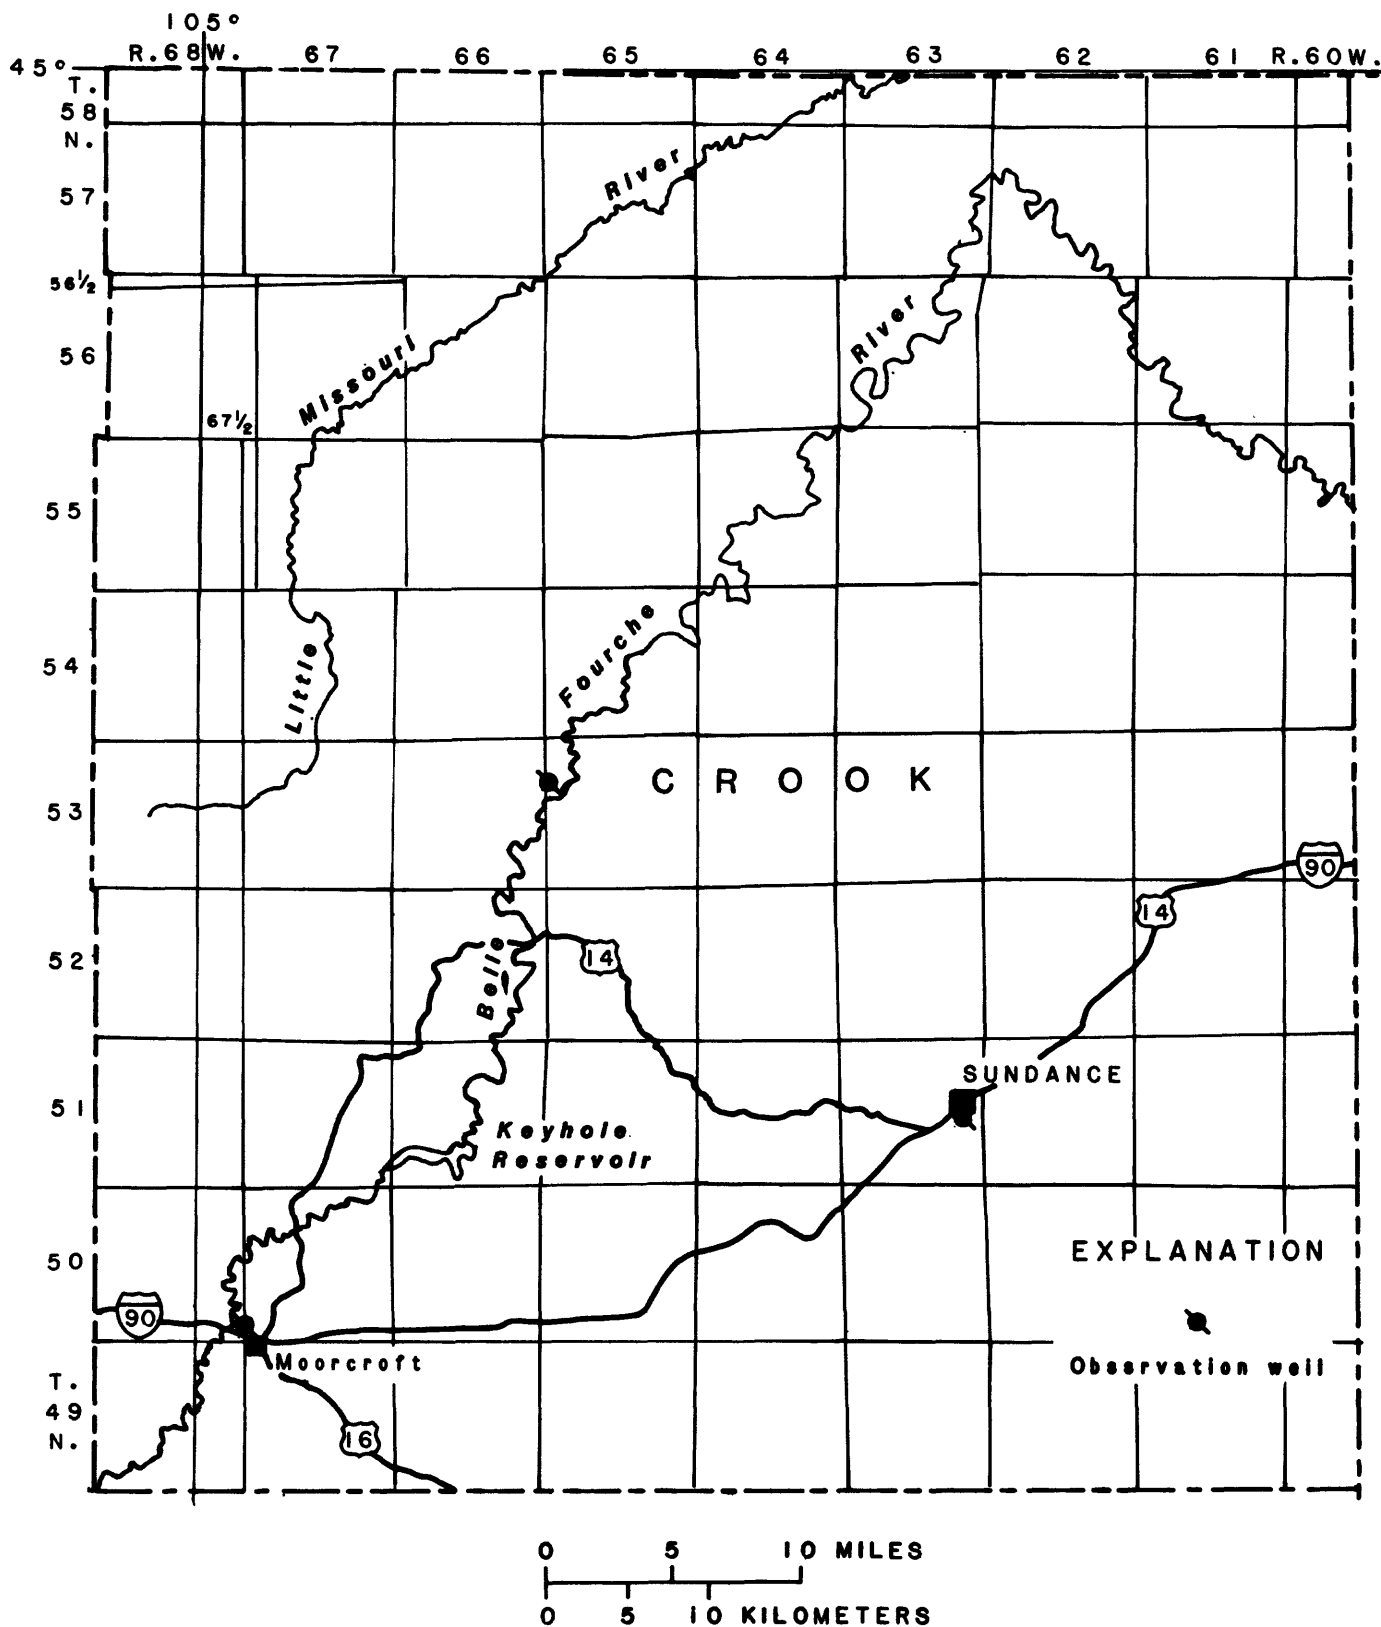 105°
R.68W. 67 66 65 64 63 62 61 R.60W.
45°
T.
58
N.
57
River
56½
River
56
Missouri
67½
55
Fourche
54
Little
C R O O K
53
90
14
52
Belle
14
SUNDANCE
51
Keyhole
Reservoir
50
EXPLANATION
90
Moorcroft
Observation well
T.
49
N.
16
0 5 10 MILES
0 5 10 KILOMETERS